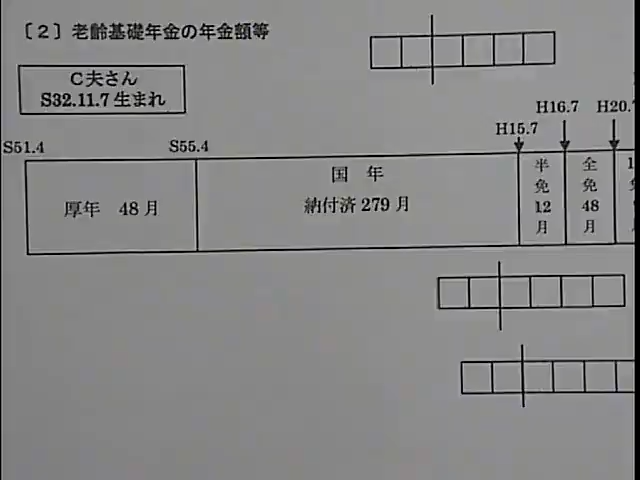 〔２〕老齢基礎年金の年金額等
Ｃ夫さん
S32.11.7 生まれ
S51.4
S55.4
H15.7
H16.7
H20.7
厚年 48 月
国 年
納付済 279 月
半免12月
全免48月